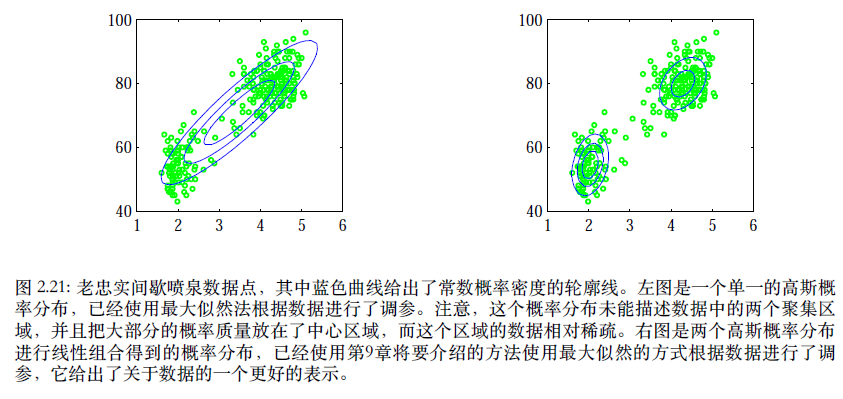 100
80
60
40
1 2 3 4 5 6
100
80
60
40
1 2 3 4 5 6
图 2.21: 老忠实间歇喷泉数据点，其中蓝色曲线给出了常数概率密度的轮廓线。左图是一个单一的高斯概
率分布，已经使用最大似然法根据数据进行了调参。注意，这个概率分布未能描述数据中的两个聚集区
域，并且把大部分的概率质量放在了中心区域，而这个区域的数据相对稀疏。右图是两个高斯概率分布
进行线性组合得到的概率分布，已经使用第9章将要介绍的方法使用最大似然的方式根据数据进行了调
参，它给出了关于数据的一个更好的表示。